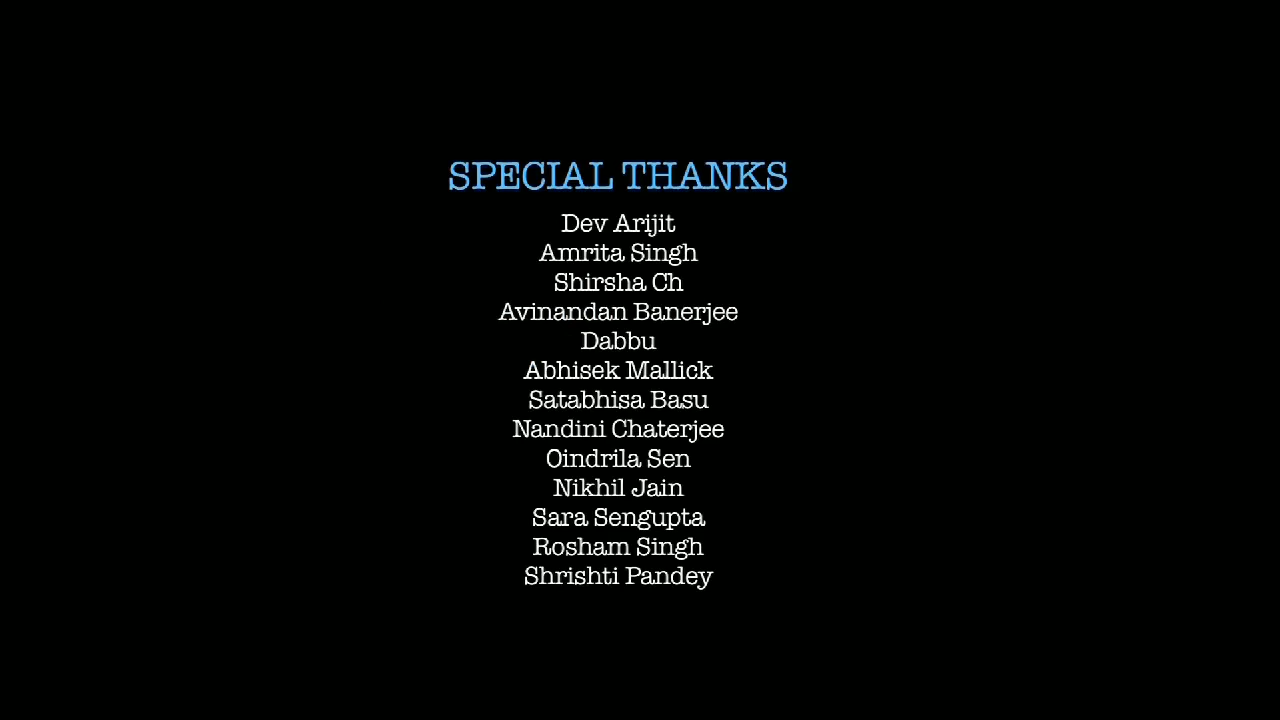 SPECIAL THANKS
Dev Arijit
Amrita Singh
Shirsha Ch
Avinandan Banerjee
Dabbu
Abhisek Mallick
Satabhisa Basu
Nandini Chaterjee
Oindrila Sen
Nikhil Jain
Sara Sengupta
Rosham Singh
Shrishti Pandey